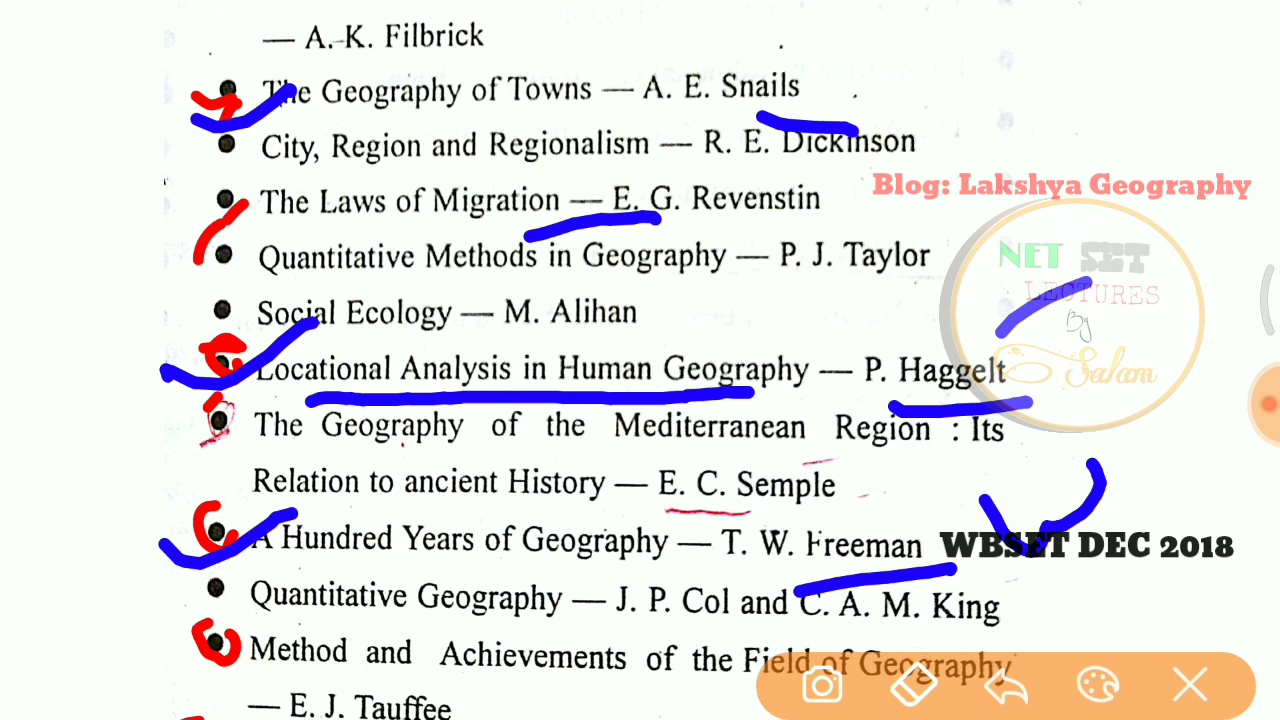 — A. K. Filbrick
The Geography of Towns — A. E. Snails
City, Region and Regionalism — R. E. Dickinson
Blog: Lakshya Geography
The Laws of Migration — E. G. Revenstin
NET SET
Quantitative Methods in Geography — P. J. Taylor
LECTURES
By
Social Ecology — M. Alihan
Salam
Locational Analysis in Human Geography — P. Haggelt
The Geography of the Mediterranean Region : Its
Relation to ancient History — E. C. Semple
A Hundred Years of Geography — T. W. Freeman WBSET DEC 2018
Quantitative Geography — J. P. Col and C. A. M. King
Method and Achievements of the Field of Geography
— E. J. Tauffee